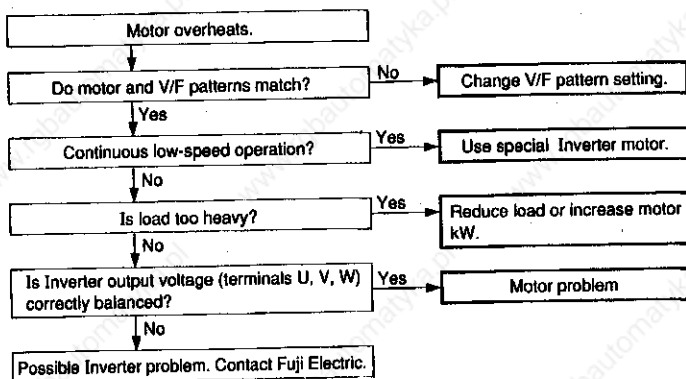 Motor overheats.
Do motor and V/F patterns match?
No
Change V/F pattern setting.
Yes
Continuous low-speed operation?
Yes
Use special Inverter motor.
No
Is load too heavy?
Yes
Reduce load or increase motor
kW.
No
Is Inverter output voltage (terminals U, V, W)
correctly balanced?
Yes
Motor problem
No
Possible Inverter problem. Contact Fuji Electric.